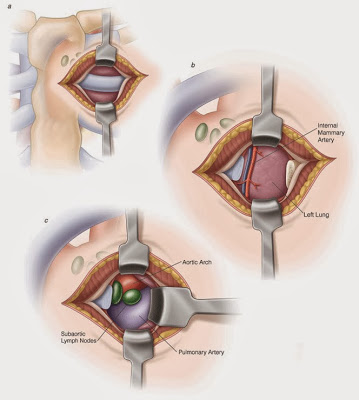 a
b
Internal
Mammary
Artery
Left Lung
c
Aortic Arch
Subaortic
Lymph Nodes
Pulmonary Artery